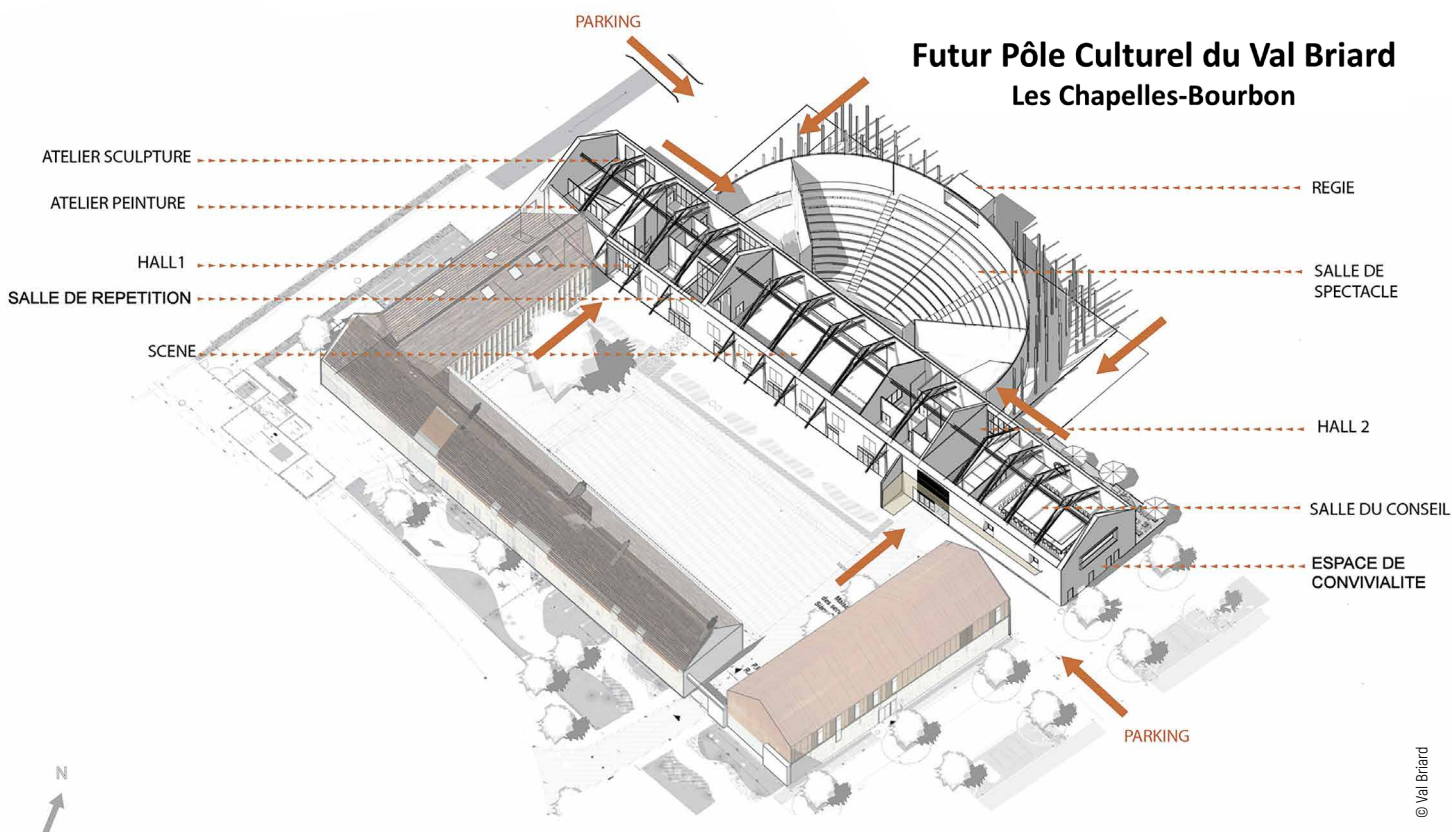 PARKING
Futur Pôle Culturel du Val Briard
Les Chapelles-Bourbon
ATELIER SCULPTURE
ATELIER PEINTURE
HALL1
SALLE DE REPETITION
SCENE
REGIE
SALLE DE
SPECTACLE
HALL 2
SALLE DU CONSEIL
ESPACE DE
CONVIVIALITE
PARKING
N
© Val Briard